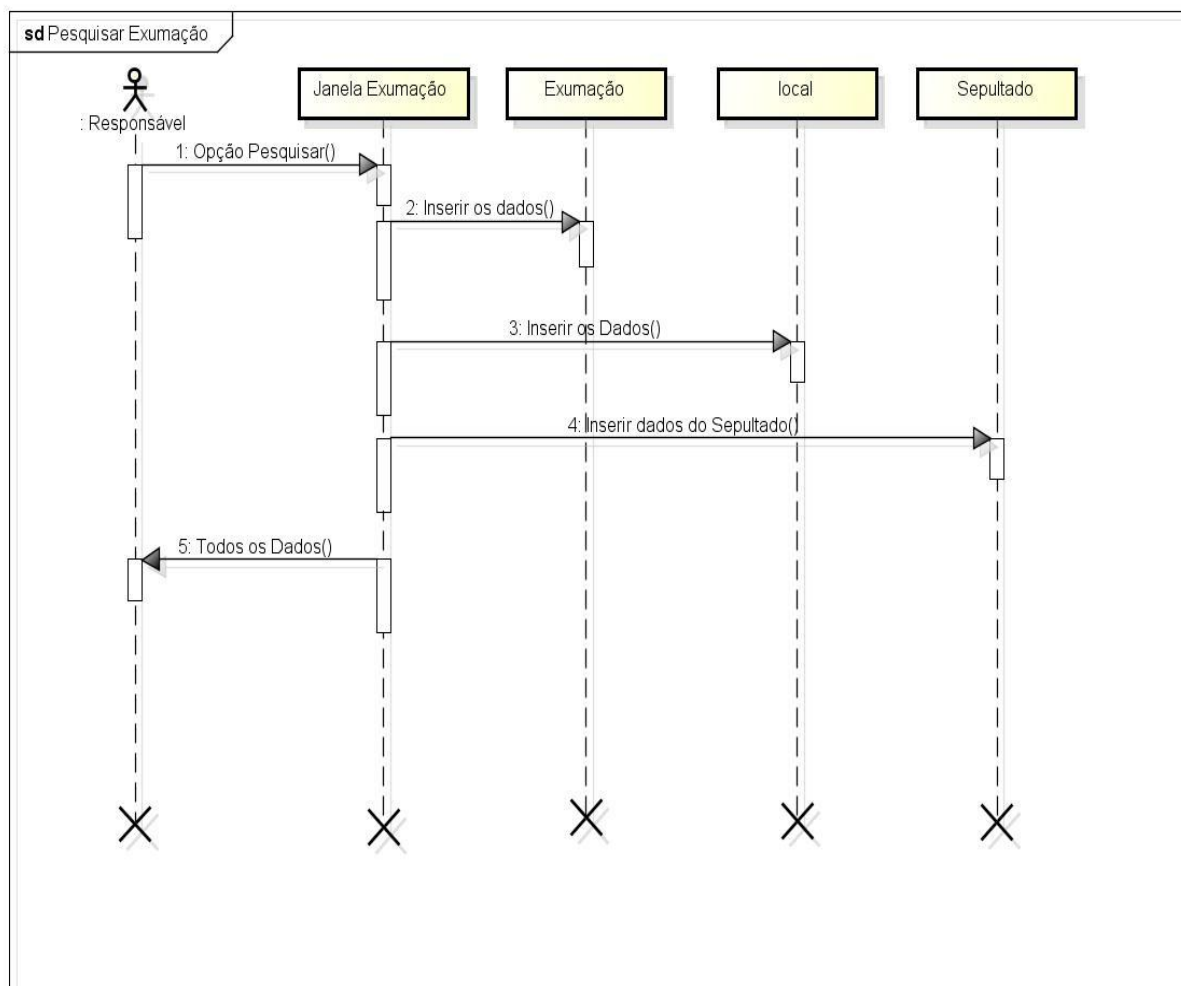 sd Pesquisar Exumação
: Responsável
Janela Exumação
Exumação
local
Sepultado
1: Opção Pesquisar()
2: Inserir os dados()
3: Inserir os Dados()
4: Inserir dados do Sepultado()
5: Todos os Dados()